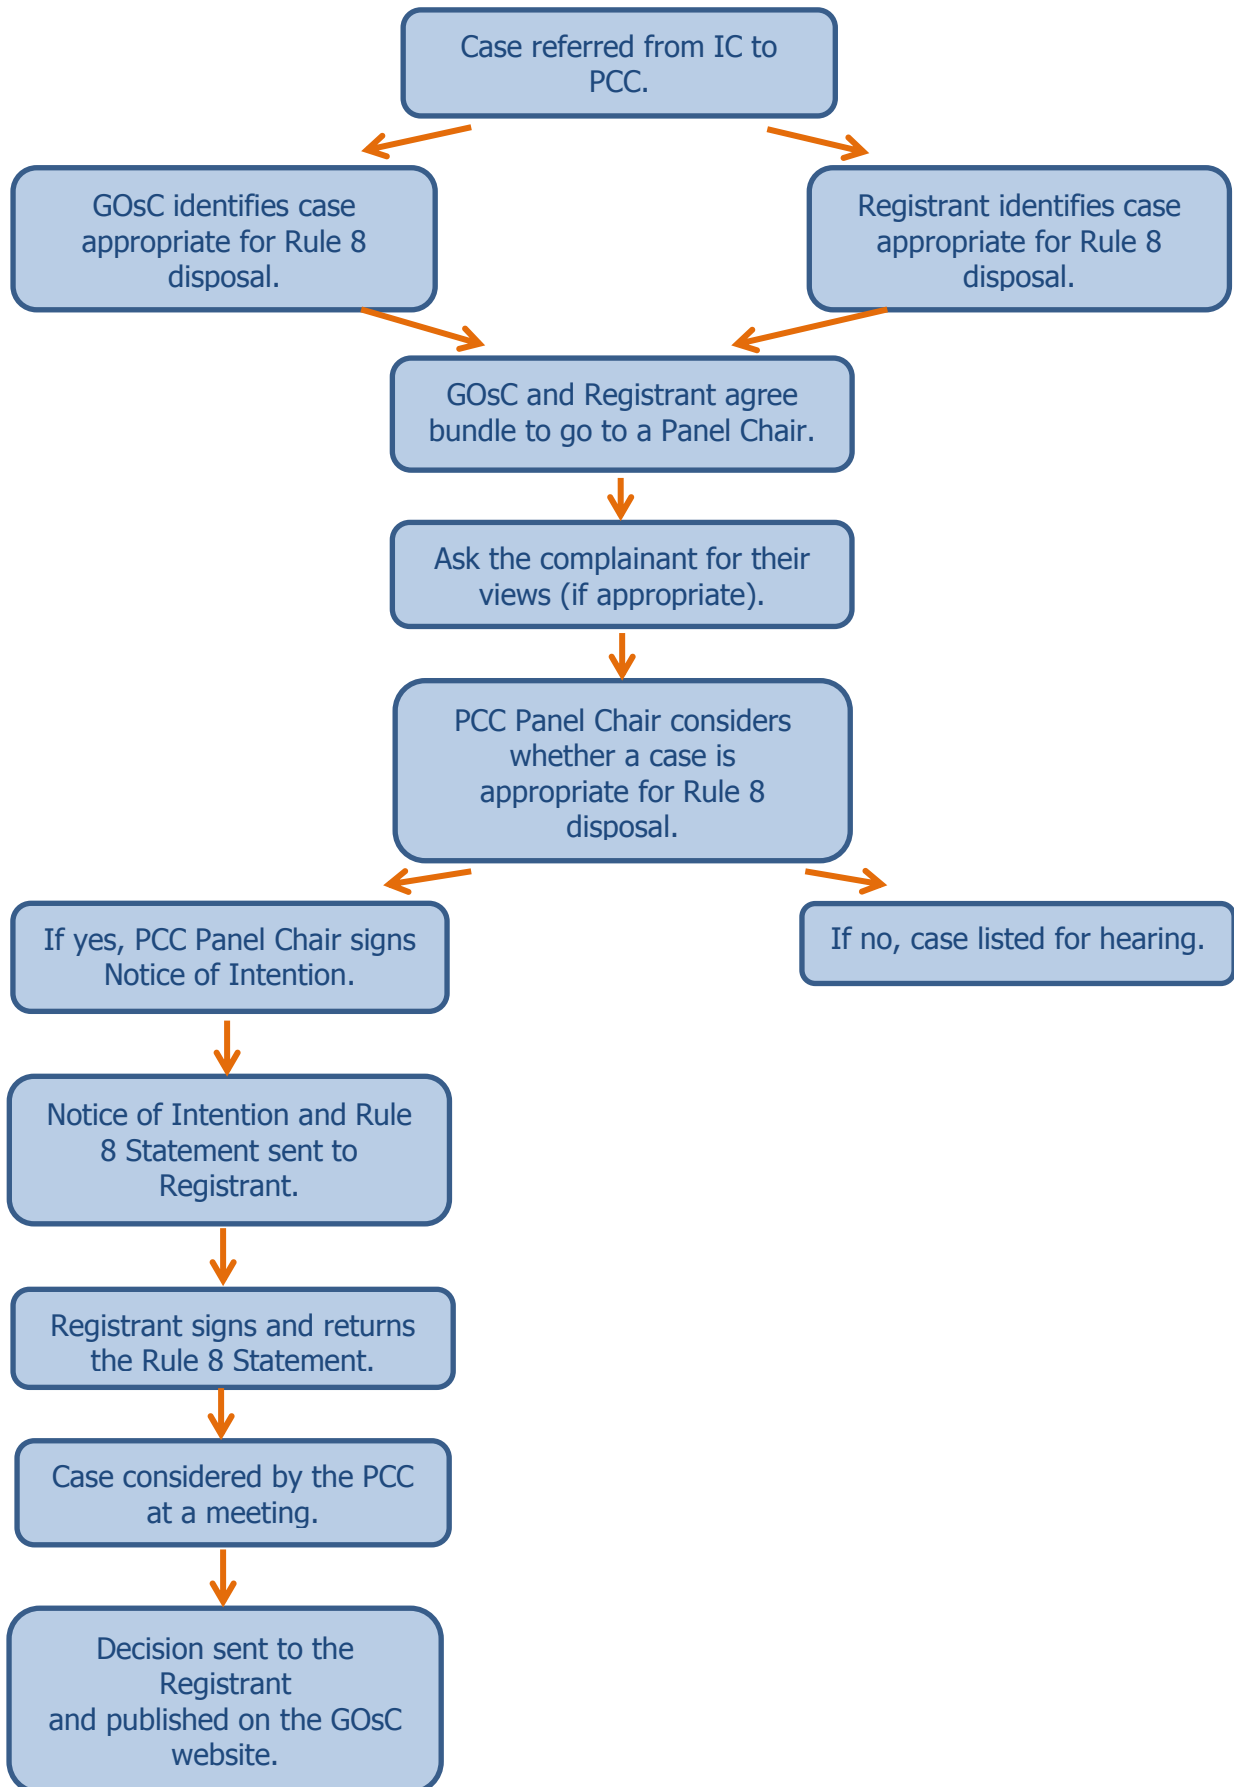 Case referred from IC to
PCC.
GOsC identifies case
appropriate for Rule 8
disposal.
Registrant identifies case
appropriate for Rule 8
disposal.
GOsC and Registrant agree
bundle to go to a Panel Chair.
Ask the complainant for their
views (if appropriate).
PCC Panel Chair considers
whether a case is
appropriate for Rule 8
disposal.
If yes, PCC Panel Chair signs
Notice of Intention.
If no, case listed for hearing.
Notice of Intention and Rule
8 Statement sent to
Registrant.
Registrant signs and returns
the Rule 8 Statement.
Case considered by the PCC
at a meeting.
Decision sent to the
Registrant
and published on the GOsC
website.